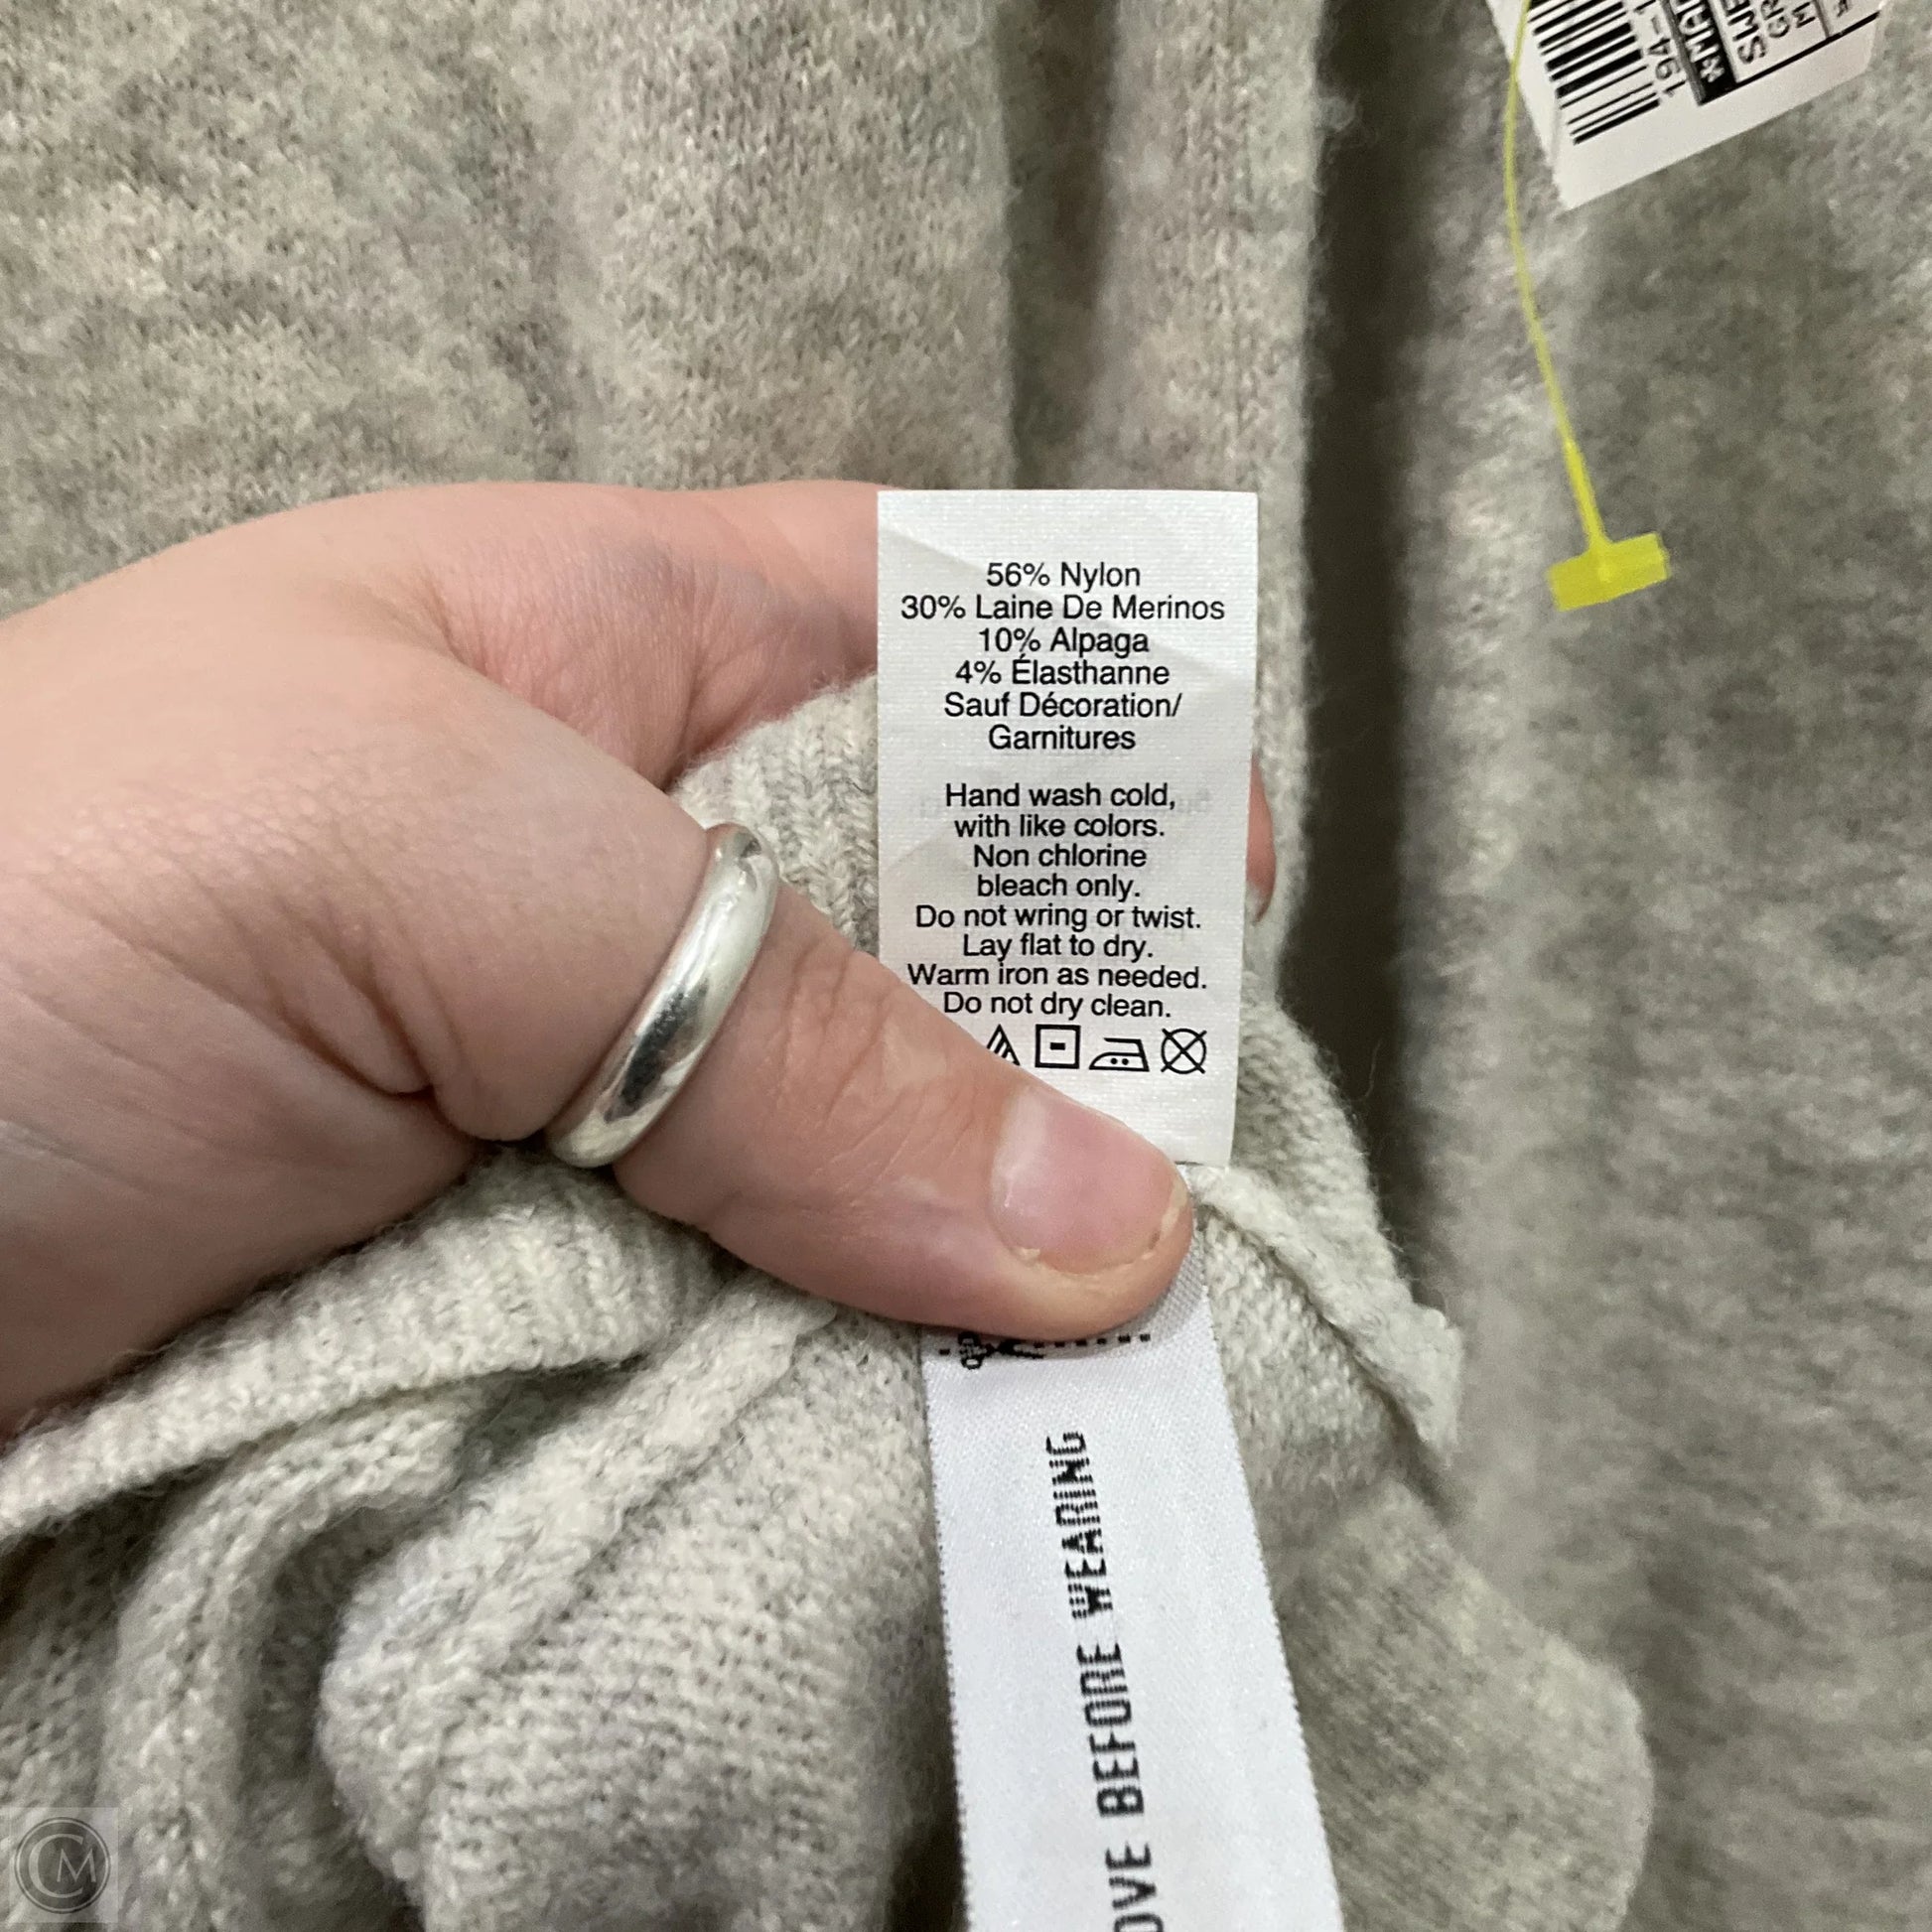 56% Nylon
30% Laine De Merinos
10% Alpaga
4% Élasthanne
Sauf Décoration/
Garnitures
Hand wash cold,
with like colors.
Non chlorine
bleach only.
Do not wring or twist.
Lay flat to dry.
Warm iron as needed.
Do not dry clean.
BEFORE WEARING
M
CM